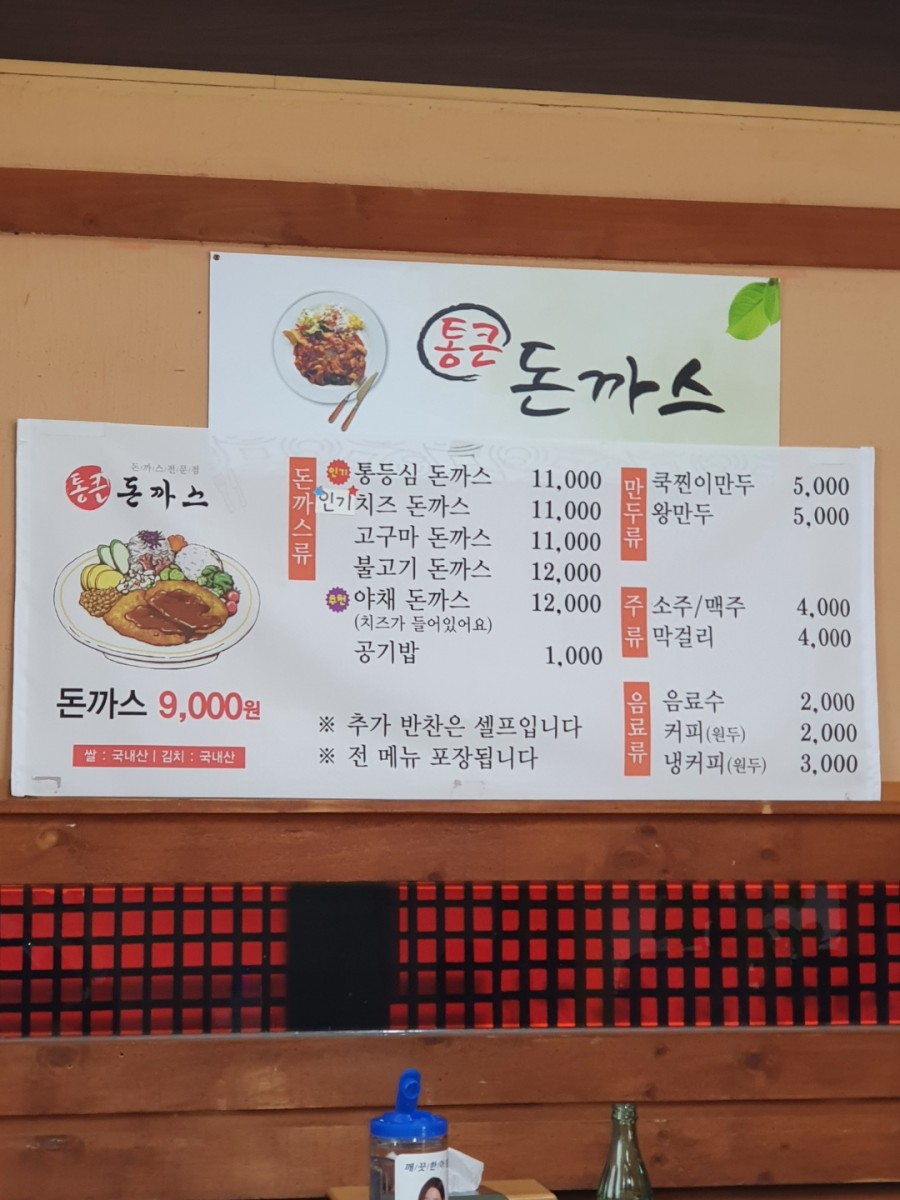 통큰 돈까스
돈·까·스·전·문·점
통큰 돈까스
돈까스 9,000원
쌀 : 국내산 | 김치 : 국내산
돈까스류
인기 통등심 돈까스 11,000
인기 치즈 돈까스 11,000
고구마 돈까스 11,000
불고기 돈까스 12,000
추천 야채 돈까스 12,000
(치즈가 들어있어요)
공기밥 1,000
※ 추가 반찬은 셀프입니다
※ 전 메뉴 포장됩니다
만두류
쿡찐이만두 5,000
왕만두 5,000
주류
소주/맥주 4,000
막걸리 4,000
음료류
음료수 2,000
커피(원두) 2,000
냉커피(원두) 3,000
깨/끗/한/